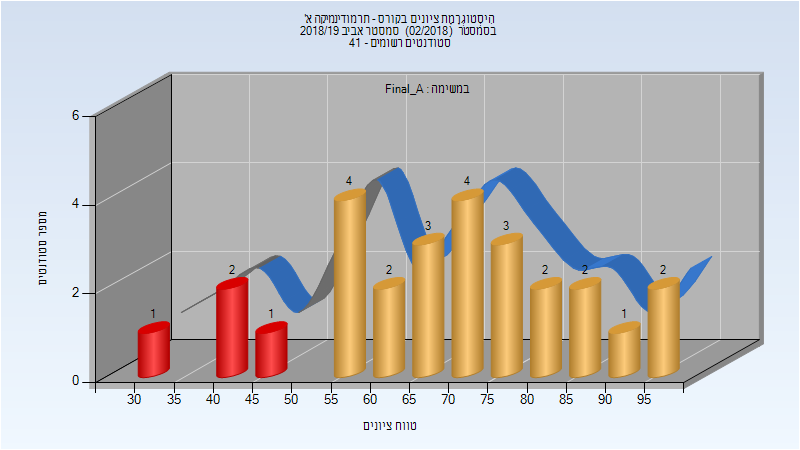 היסטוגרמת ציונים בקורס - תרמודינמיקה א'
בסמסטר (02/2018) סמסטר אביב 2018/19
סטודנטים רשומים - 41
במשימה : Final_A
מספר סטודנטים
6
4
2
0
1
2
1
4
2
3
4
3
2
2
1
2
30 35 40 45 50 55 60 65 70 75 80 85 90 95
טווח ציונים